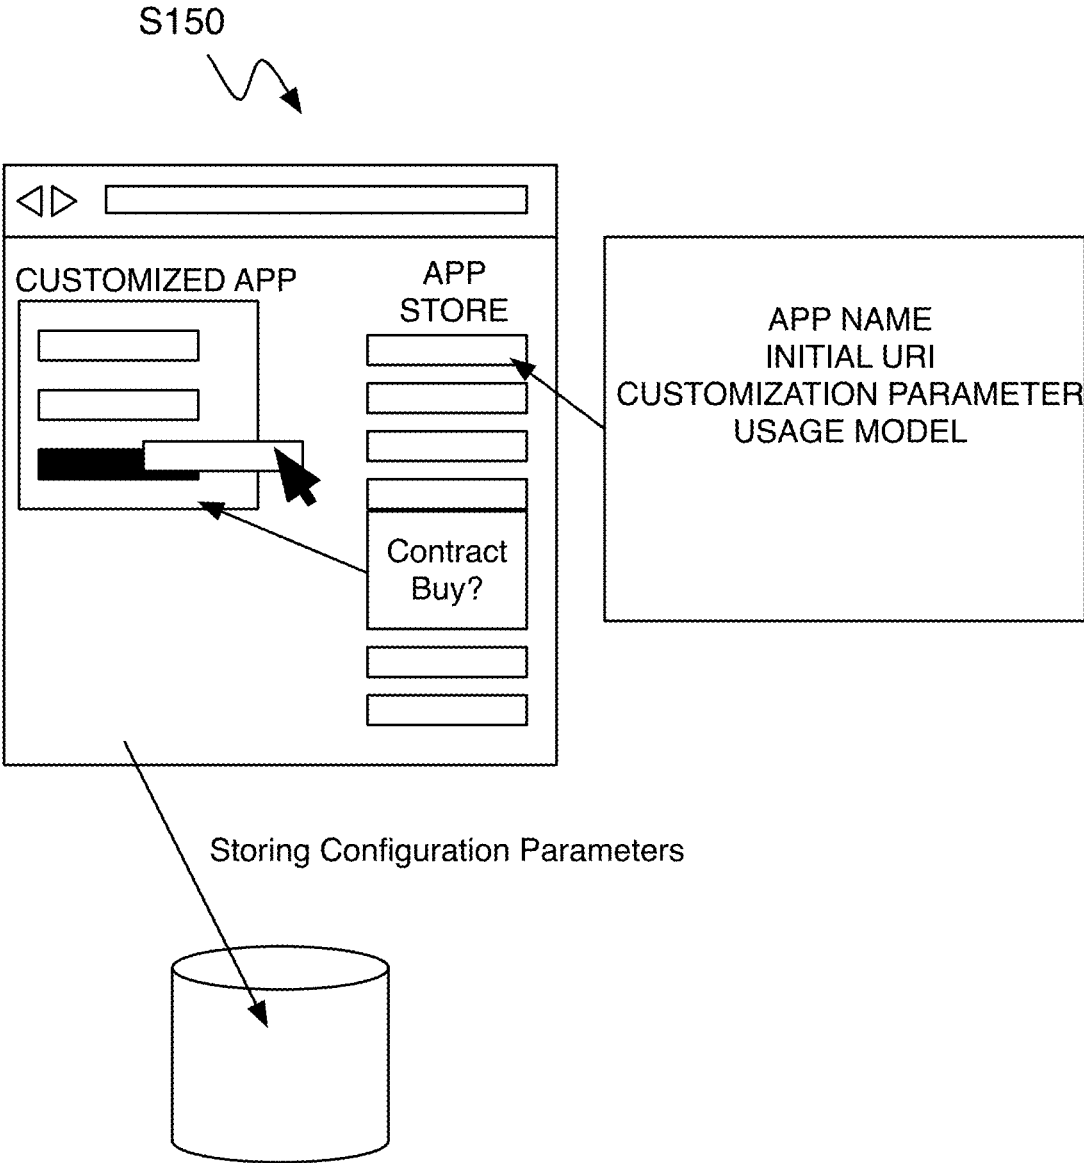 S150
CUSTOMIZED APP
APP
STORE
APP NAME
INITIAL URI
CUSTOMIZATION PARAMETER
USAGE MODEL
Contract
Buy?
Storing Configuration Parameters